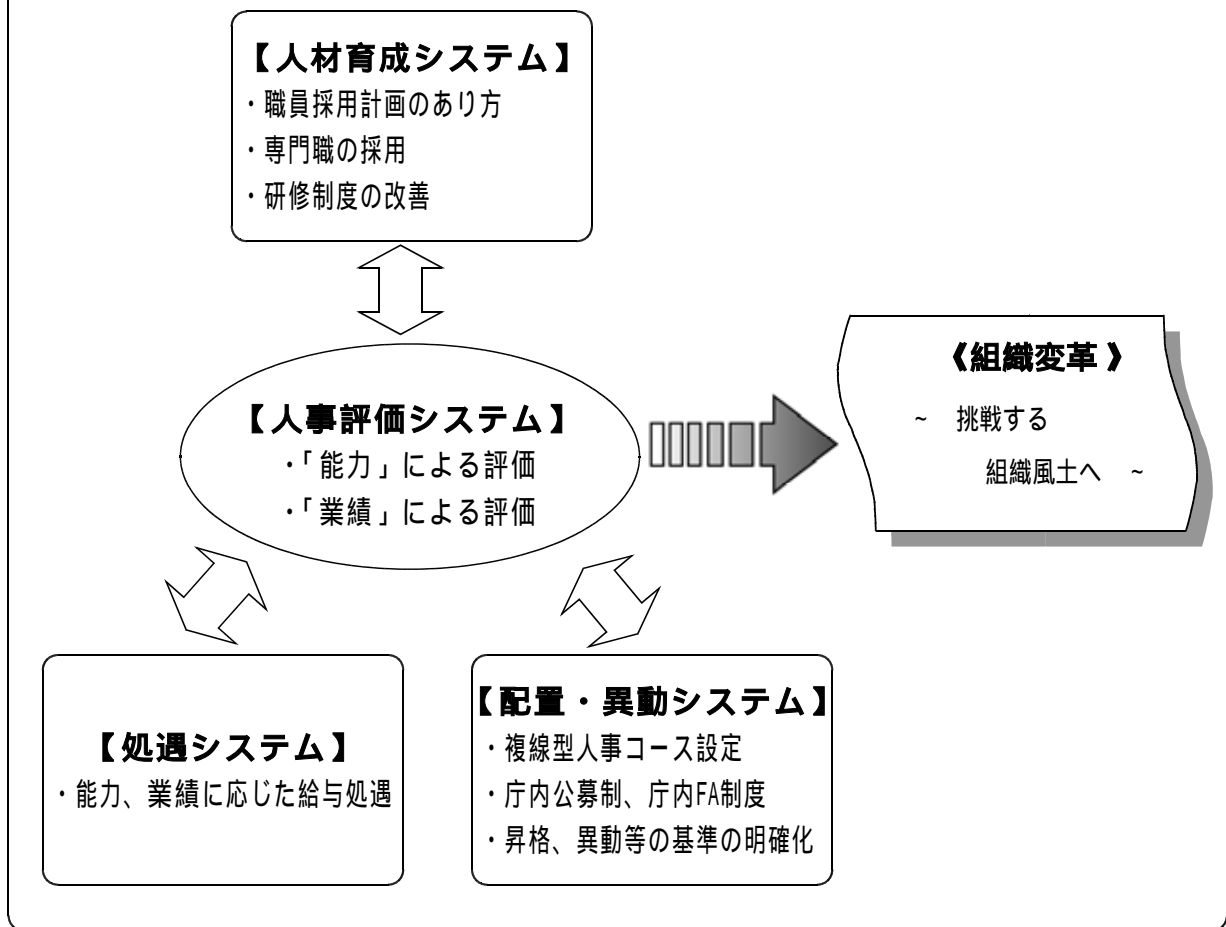 【人材育成システム】
・職員採用計画のあり方
・専門職の採用
・研修制度の改善
【人事評価システム】
・「能力」による評価
・「業績」による評価
《組織変革》
~ 挑戦する
組織風土へ ~
【処遇システム】
・能力、業績に応じた給与処遇
【配置・異動システム】
・複線型人事コース設定
・庁内公募制、庁内FA制度
・昇格、異動等の基準の明確化